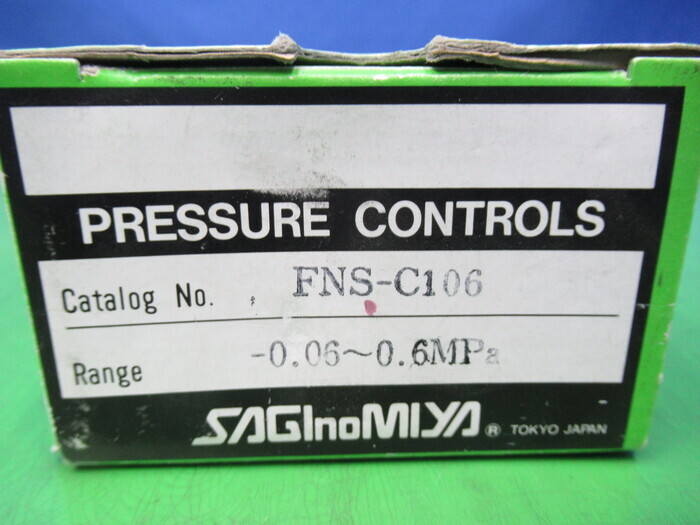 PRESSURE CONTROLS
Catalog No. FNS-C106
Range -0.06~0.6MPa
SAGInoMIYA ® TOKYO JAPAN